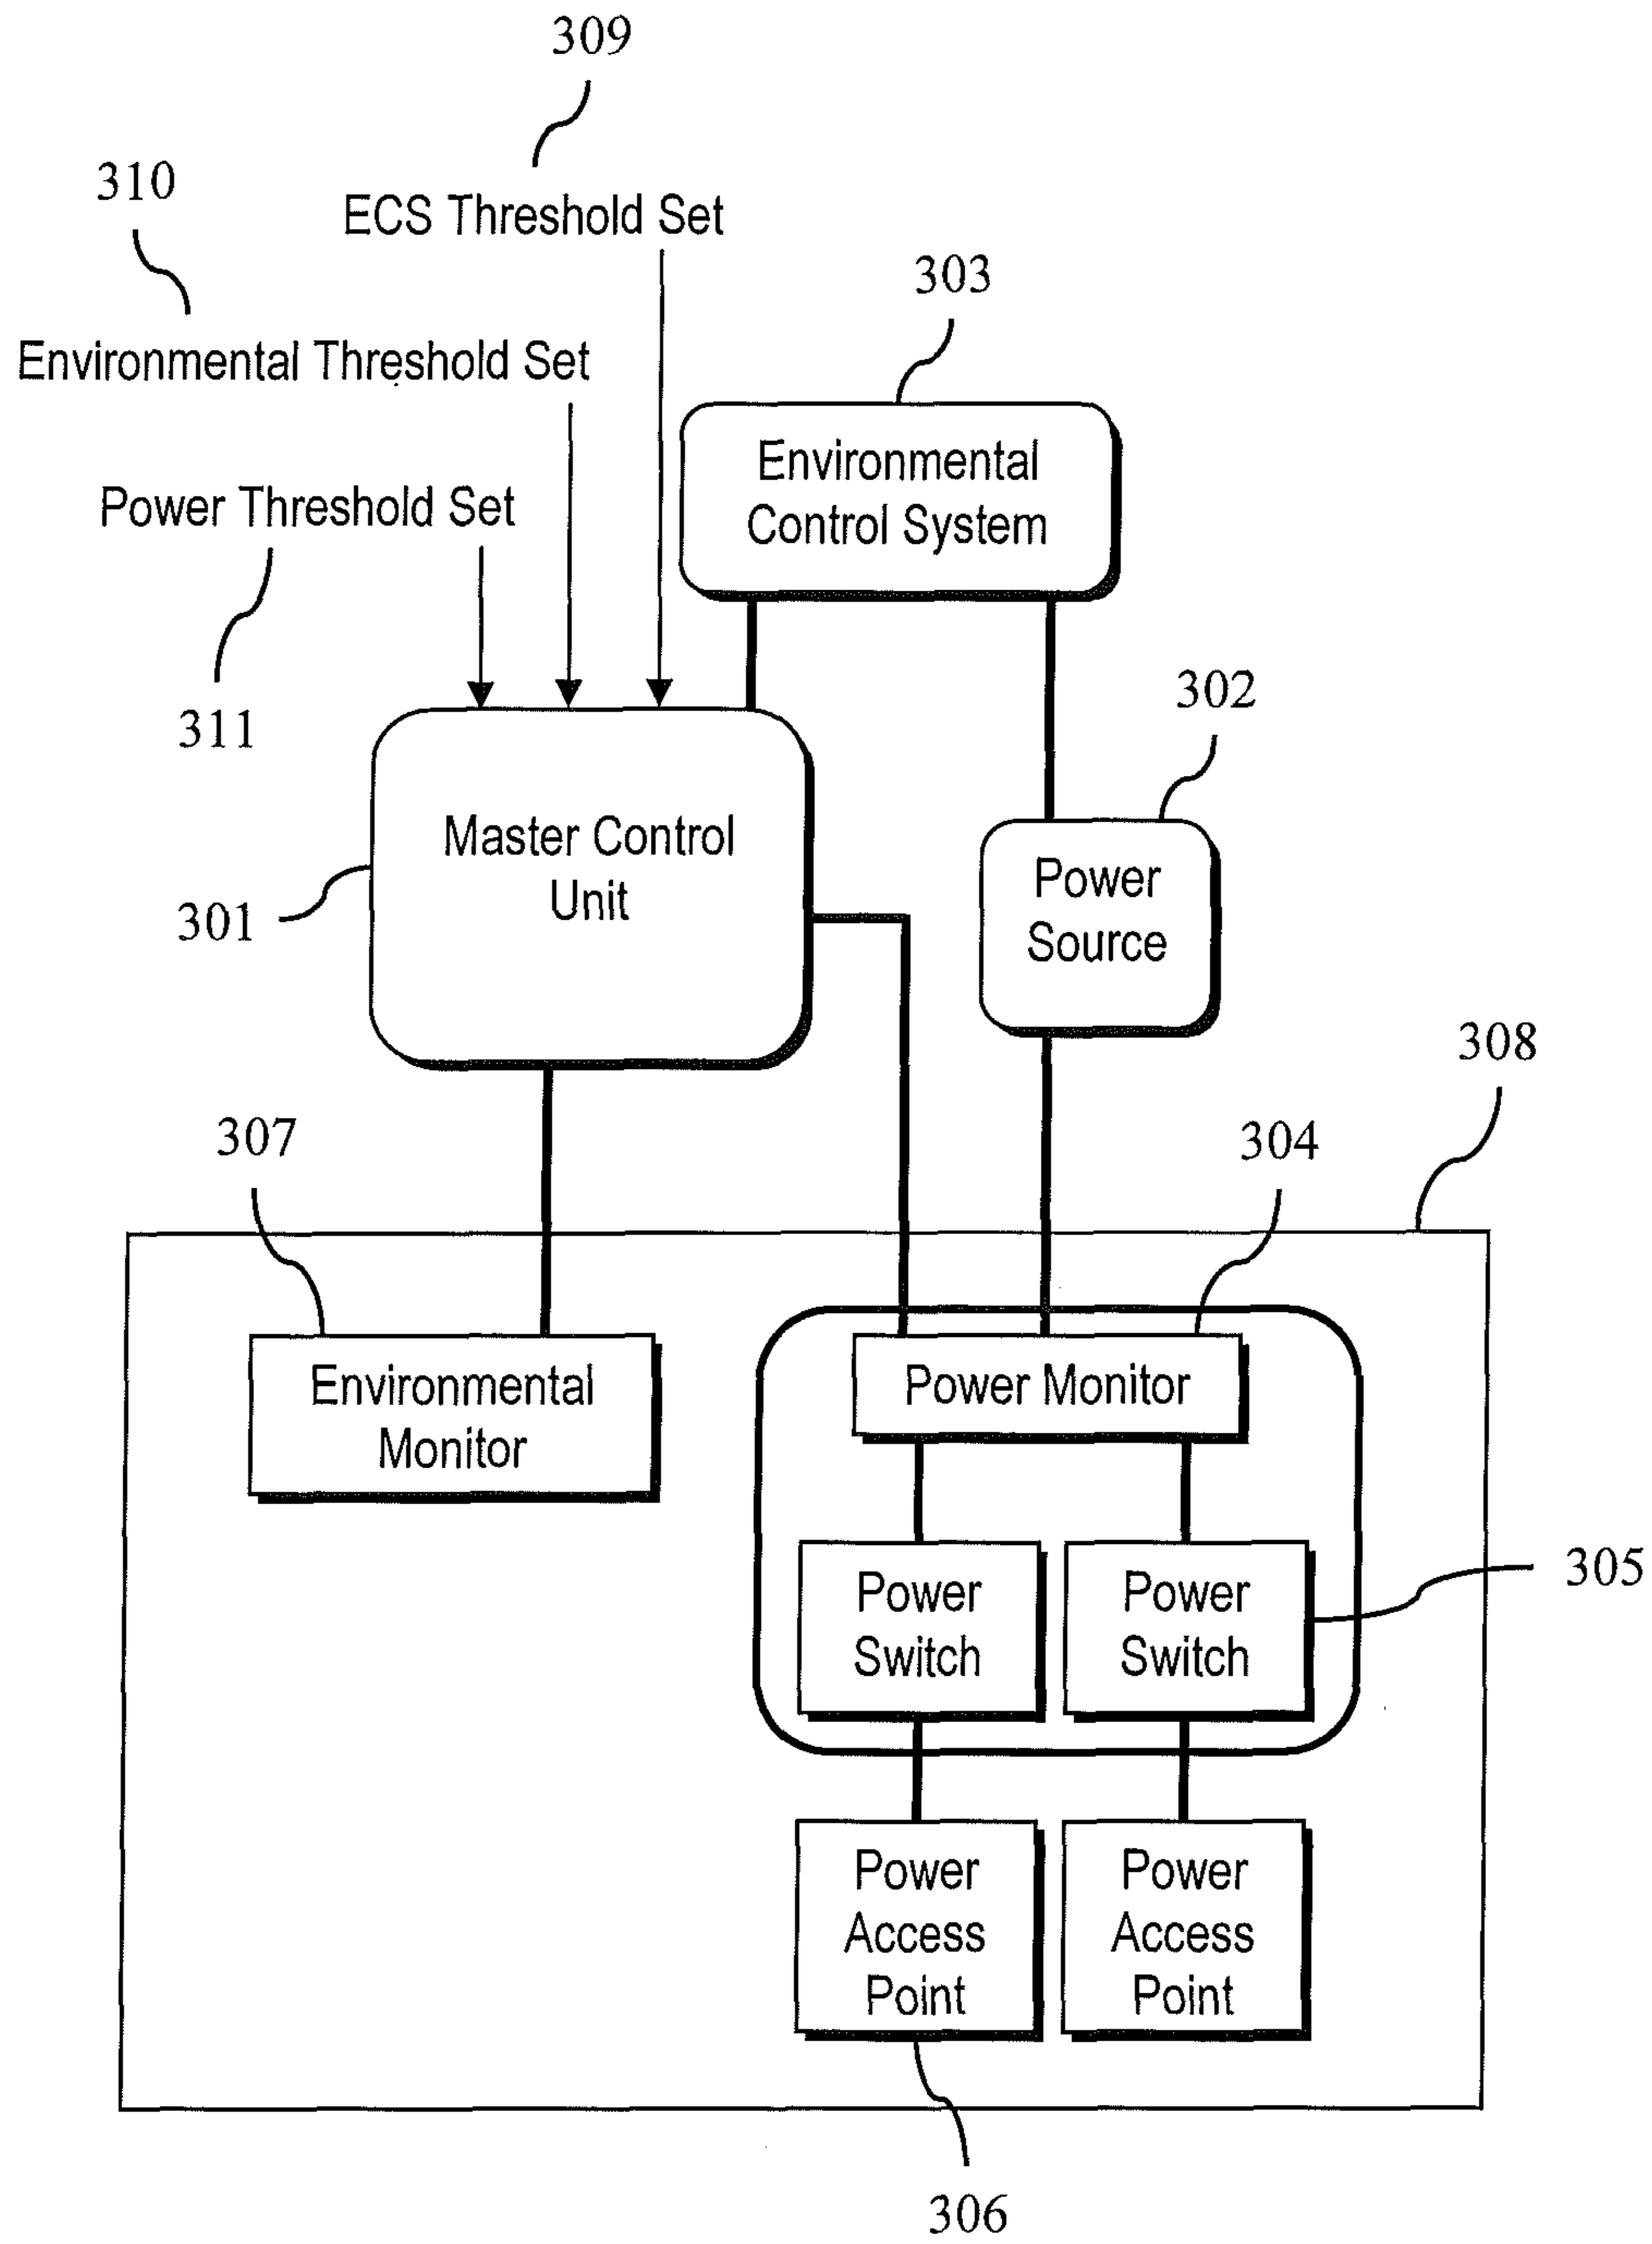 309
310
ECS Threshold Set
303
Environmental Threshold Set
Environmental
Control System
Power Threshold Set
302
311
Master Control
Unit
Power
Source
301
308
307
304
Environmental
Monitor
Power Monitor
305
Power
Switch
Power
Switch
Power
Access
Point
Power
Access
Point
306